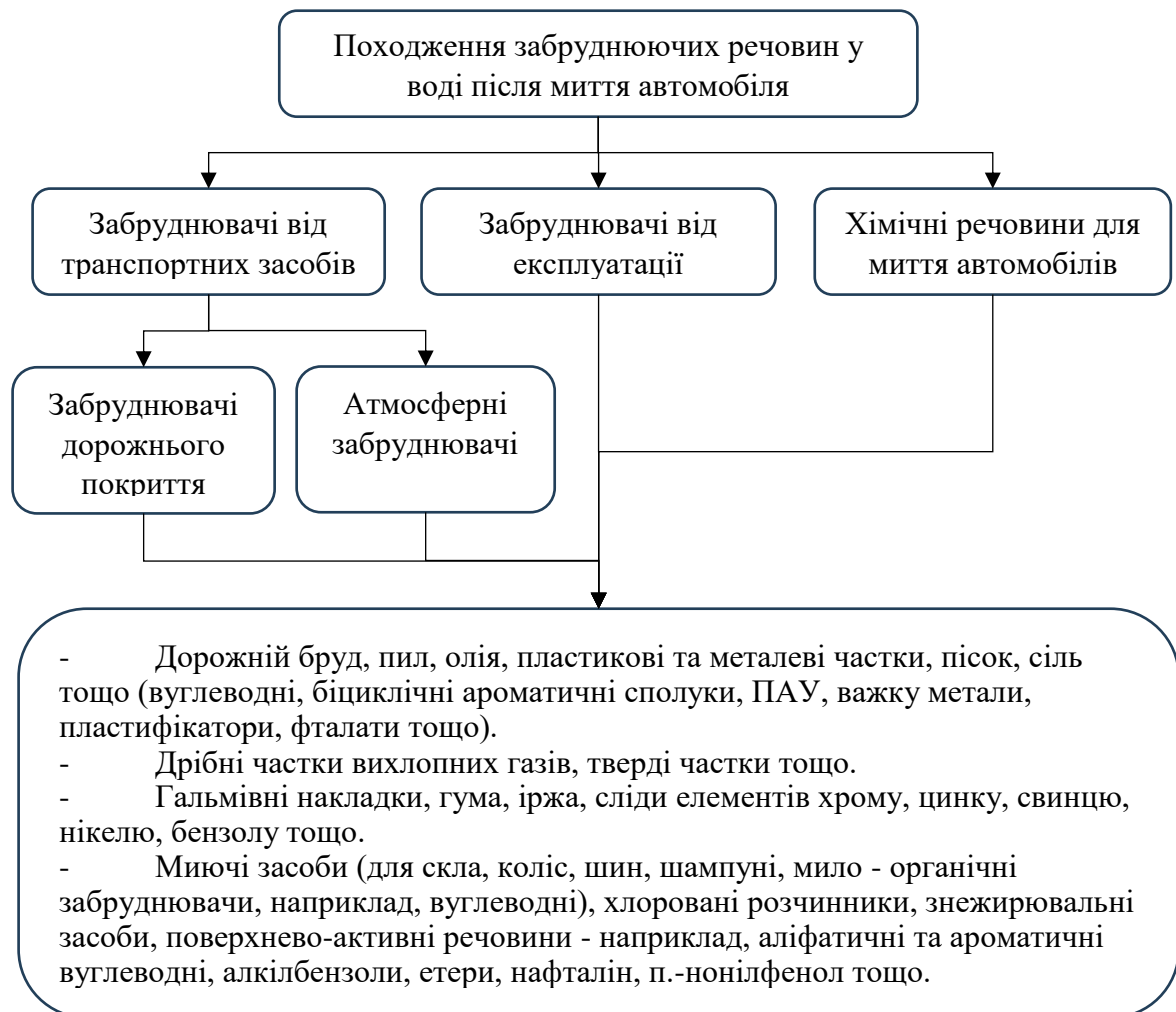 Походження забруднюючих речовин у
воді після миття автомобіля
Забруднювачі від
транспортних засобів
Забруднювачі від
експлуатації
Хімічні речовини для
миття автомобілів
Забруднювачі
дорожнього
покриття
Атмосферні
забруднювачі
- Дорожній бруд, пил, олія, пластикові та металеві частки, пісок, сіль
тощо (вуглеводні, біциклічні ароматичні сполуки, ПАУ, важку метали,
пластифікатори, фталати тощо).
- Дрібні частки вихлопних газів, тверді частки тощо.
- Гальмівні накладки, гума, іржа, сліди елементів хрому, цинку, свинцю,
нікелю, бензолу тощо.
- Миючі засоби (для скла, коліс, шин, шампуні, мило - органічні
забруднювачи, наприклад, вуглеводні), хлоровані розчинники, знежирювальні
засоби, поверхнево-активні речовини - наприклад, аліфатичні та ароматичні
вуглеводні, алкілбензоли, етери, нафталін, п.-нонілфенол тощо.